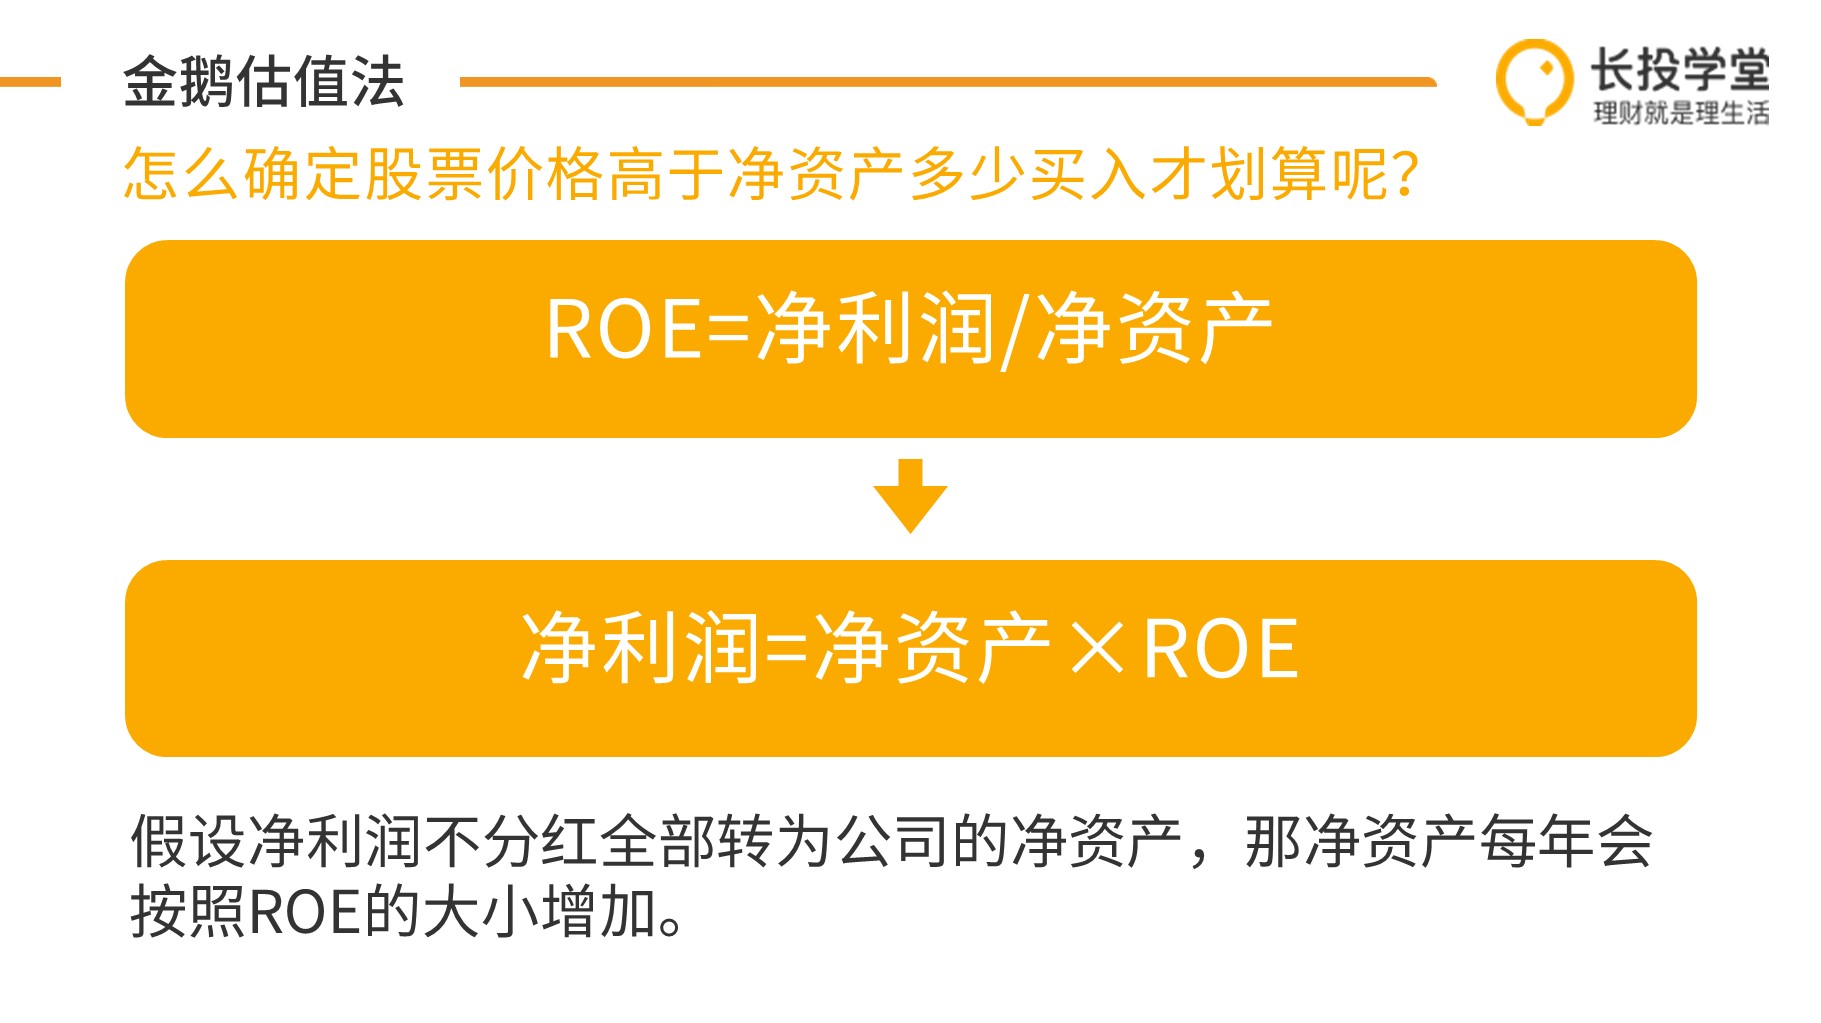 金鹅估值法
长投学堂
理财就是理生活
怎么确定股票价格高于净资产多少买入才划算呢？
ROE=净利润/净资产
净利润=净资产×ROE
假设净利润不分红全部转为公司的净资产，那净资产每年会
按照ROE的大小增加。